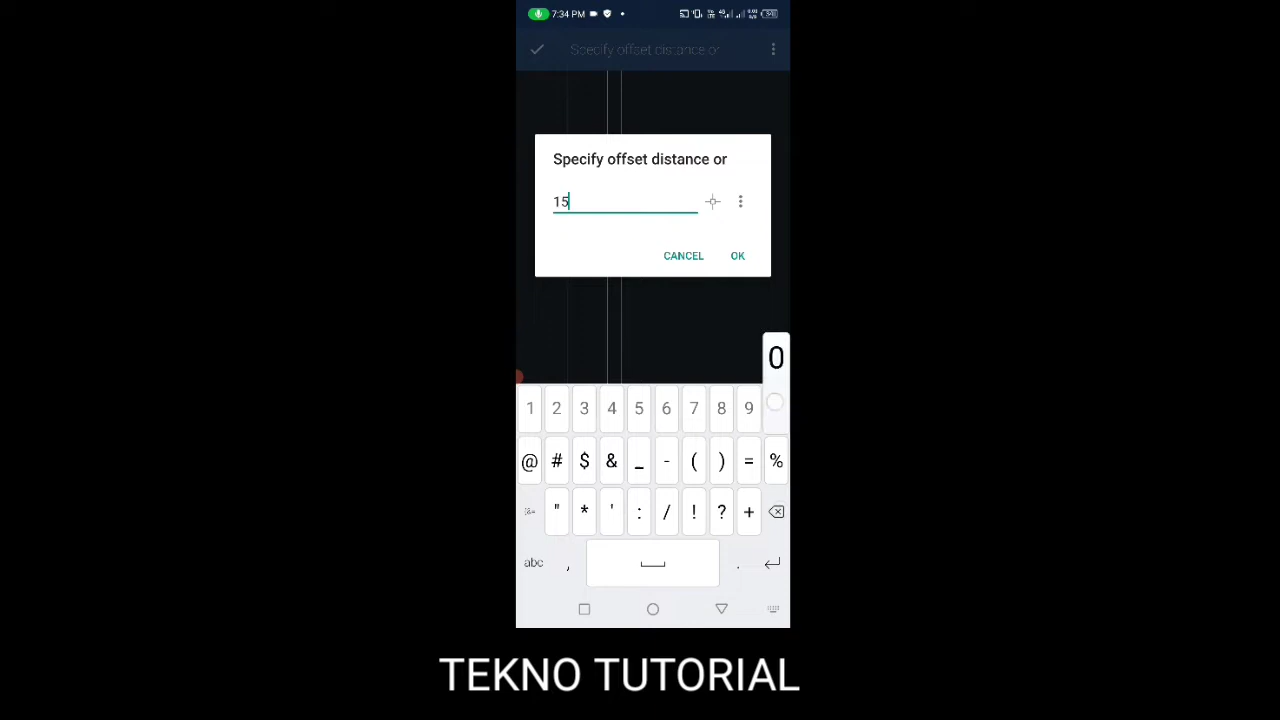 7:34 PM
Specify offset distance or
Specify offset distance or
15
CANCEL OK
0
1 2 3 4 5 6 7 8 9
@ # $ & _ - ( ) = %
" * ' : / ! ? +
abc , .
TEKNO TUTORIAL